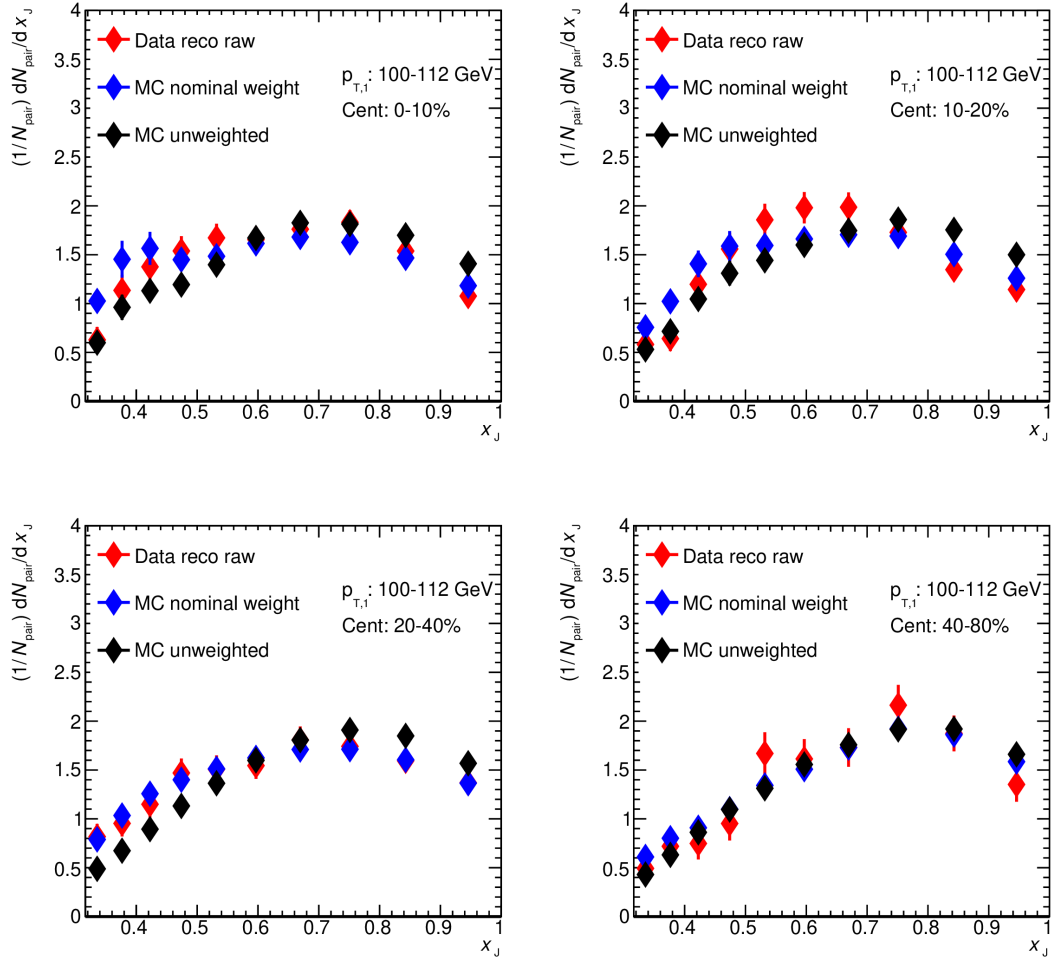 (1/N_pair) dN_pair/dx_J
4
3.5
3
2.5
2
1.5
1
0.5
0
Data reco raw
MC nominal weight
MC unweighted
p_T,1: 100-112 GeV
Cent: 0-10%
0.4 0.5 0.6 0.7 0.8 0.9 1
x_J
(1/N_pair) dN_pair/dx_J
4
3.5
3
2.5
2
1.5
1
0.5
0
Data reco raw
MC nominal weight
MC unweighted
p_T,1: 100-112 GeV
Cent: 10-20%
0.4 0.5 0.6 0.7 0.8 0.9 1
x_J
(1/N_pair) dN_pair/dx_J
4
3.5
3
2.5
2
1.5
1
0.5
0
Data reco raw
MC nominal weight
MC unweighted
p_T,1: 100-112 GeV
Cent: 20-40%
0.4 0.5 0.6 0.7 0.8 0.9 1
x_J
(1/N_pair) dN_pair/dx_J
4
3.5
3
2.5
2
1.5
1
0.5
0
Data reco raw
MC nominal weight
MC unweighted
p_T,1: 100-112 GeV
Cent: 40-80%
0.4 0.5 0.6 0.7 0.8 0.9 1
x_J